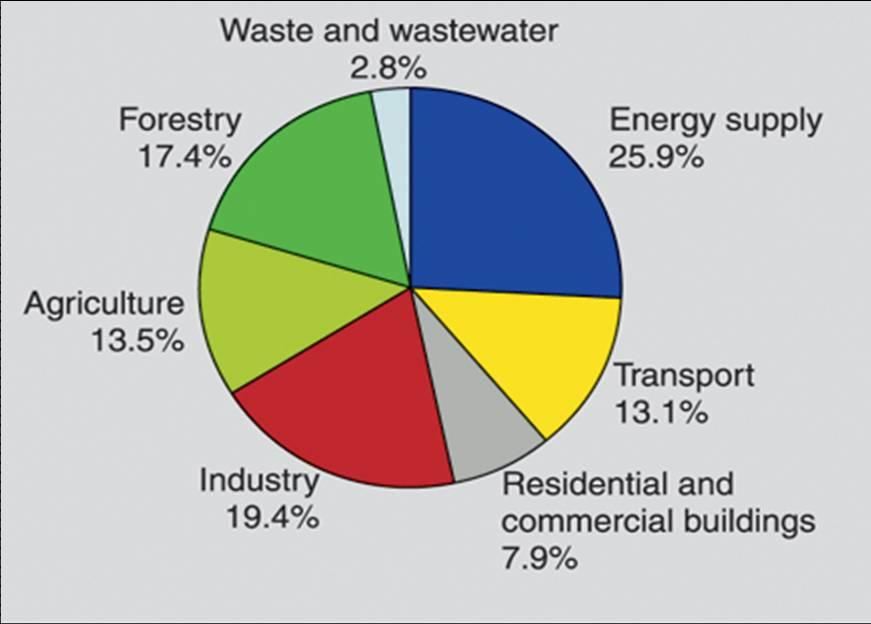 Waste and wastewater
2.8%
Energy supply
25.9%
Transport
13.1%
Residential and
commercial buildings
7.9%
Industry
19.4%
Agriculture
13.5%
Forestry
17.4%